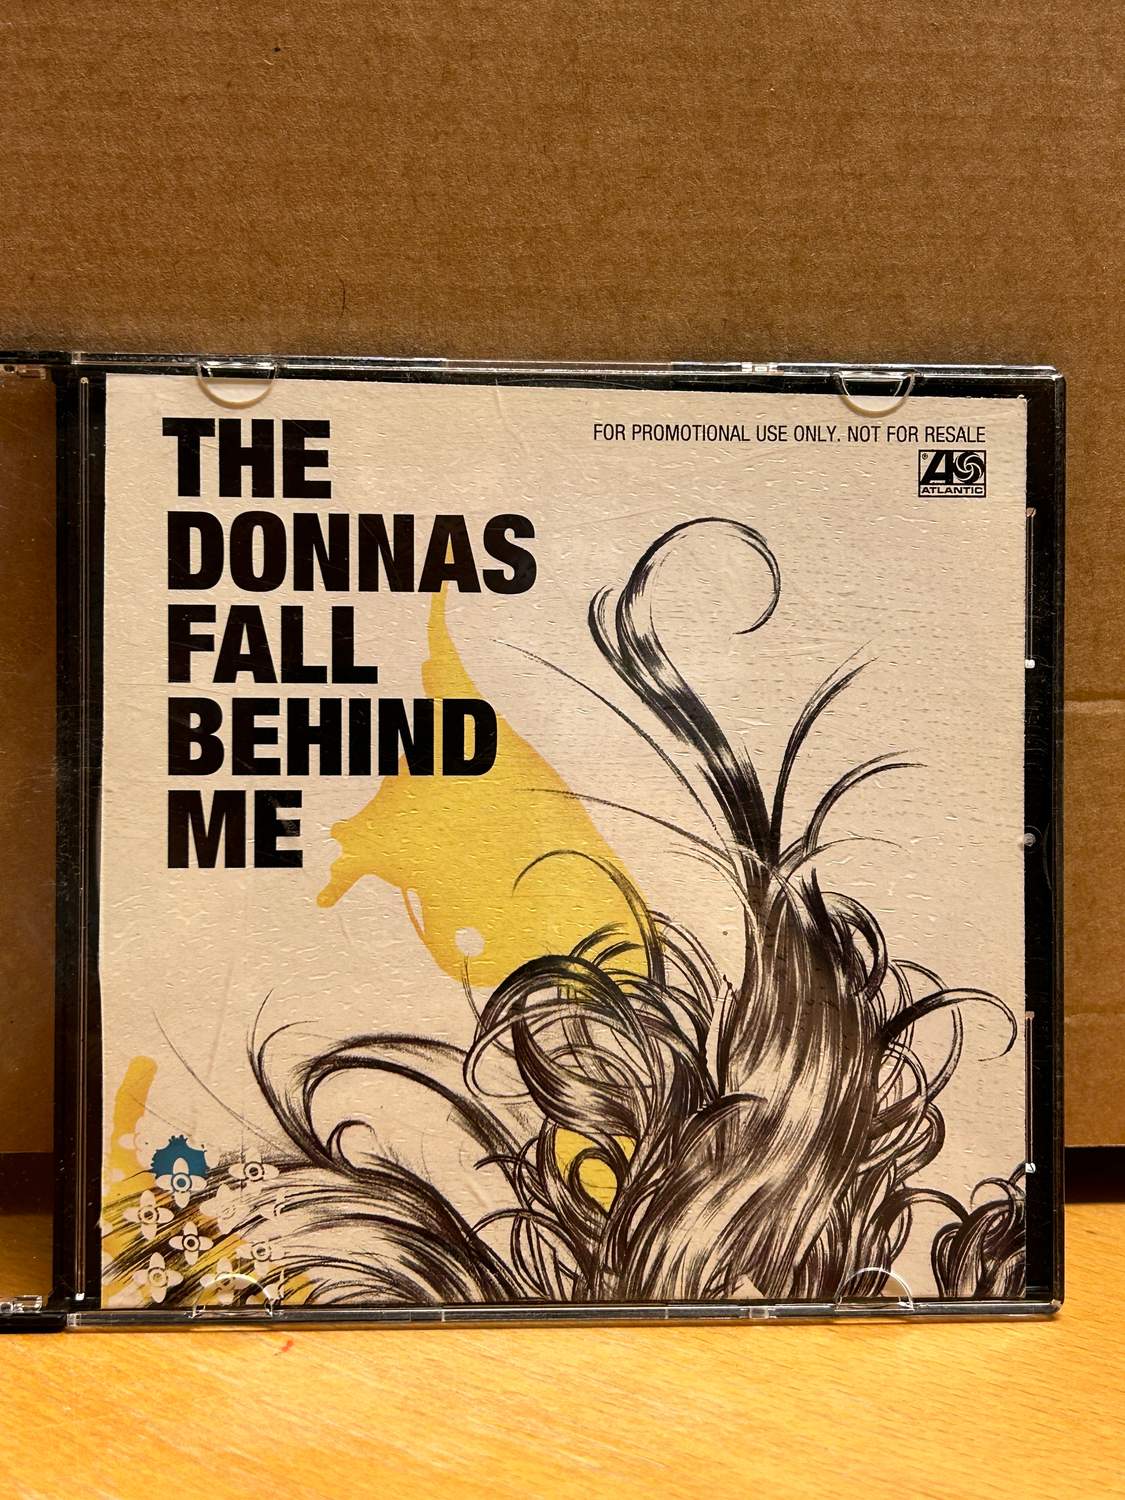 THE
DONNAS
FALL
BEHIND
ME
FOR PROMOTIONAL USE ONLY. NOT FOR RESALE
ATLANTIC